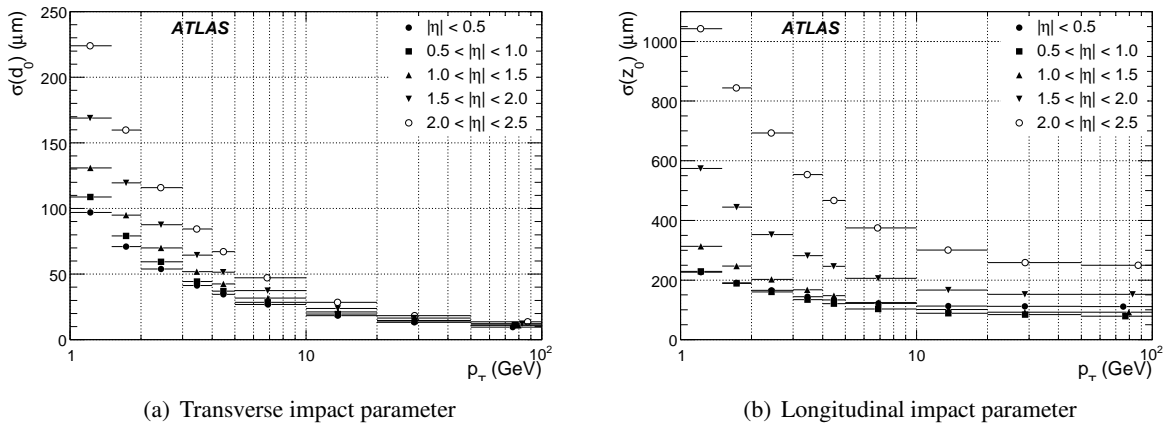 σ(d₀) (μm)
250
200
150
100
50
0
ATLAS
|η| < 0.5
0.5 < |η| < 1.0
1.0 < |η| < 1.5
1.5 < |η| < 2.0
2.0 < |η| < 2.5
1
10
10²
p_T (GeV)
(a) Transverse impact parameter
σ(z₀) (μm)
1000
800
600
400
200
0
ATLAS
|η| < 0.5
0.5 < |η| < 1.0
1.0 < |η| < 1.5
1.5 < |η| < 2.0
2.0 < |η| < 2.5
1
10
10²
p_T (GeV)
(b) Longitudinal impact parameter